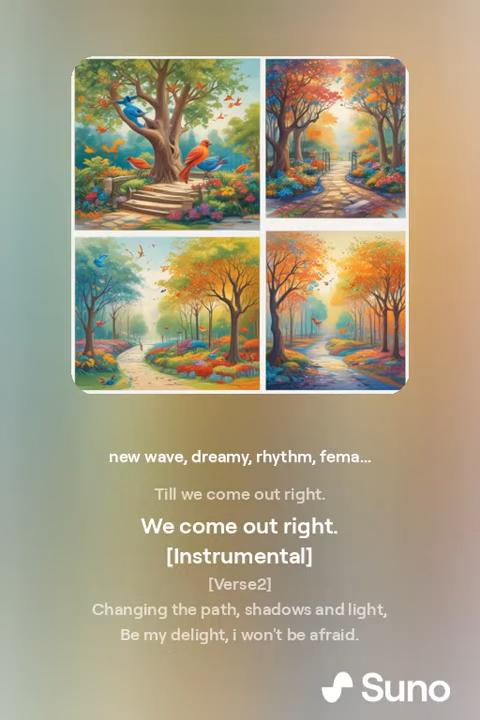 new wave, dreamy, rhythm, fema...
Till we come out right.
We come out right.
[Instrumental]
[Verse2]
Changing the path, shadows and light,
Be my delight, i won't be afraid.
Suno